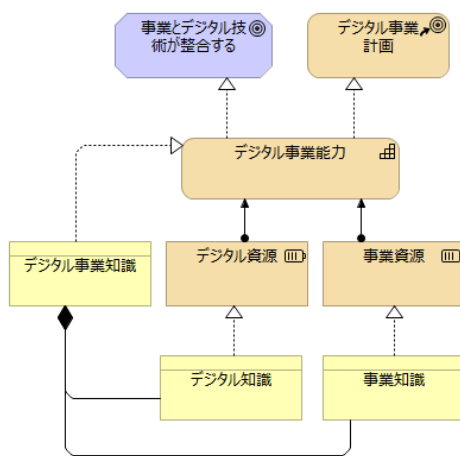 事業とデジタル技
術が整合する
デジタル事業
計画
デジタル事業能力
デジタル事業知識
デジタル資源
事業資源
デジタル知識
事業知識